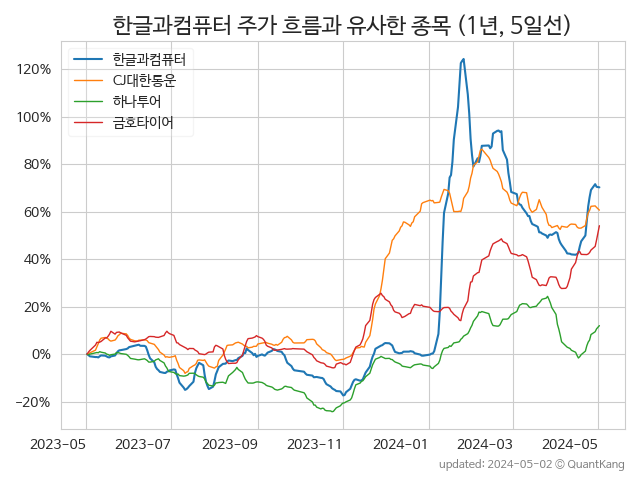 한글과컴퓨터 주가 흐름과 유사한 종목 (1년, 5일선)
한글과컴퓨터
CJ대한통운
하나투어
금호타이어
120%
100%
80%
60%
40%
20%
0%
−20%
2023-05 2023-07 2023-09 2023-11 2024-01 2024-03 2024-05
updated: 2024-05-02 © QuantKang